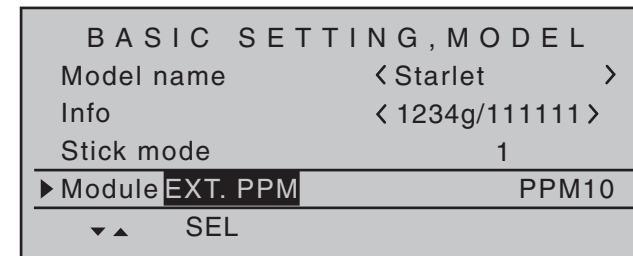 BASIC SETTING,MODEL
Model name <Starlet >
Info <1234g/111111>
Stick mode 1
Module EXT. PPM PPM10
SEL